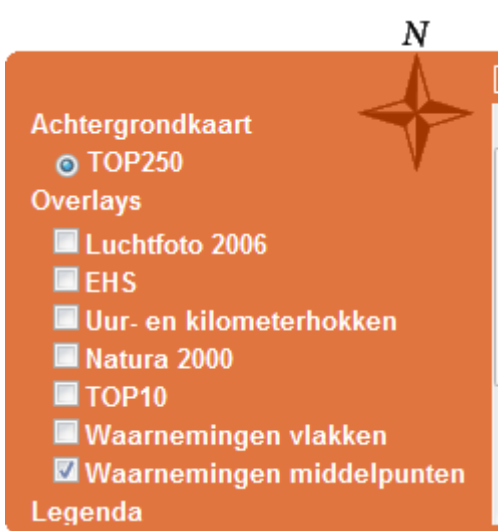 N
Achtergrondkaart
TOP250
Overlays
Luchtfoto 2006
EHS
Uur- en kilometerhokken
Natura 2000
TOP10
Waarnemingen vlakken
Waarnemingen middelpunten
Legenda